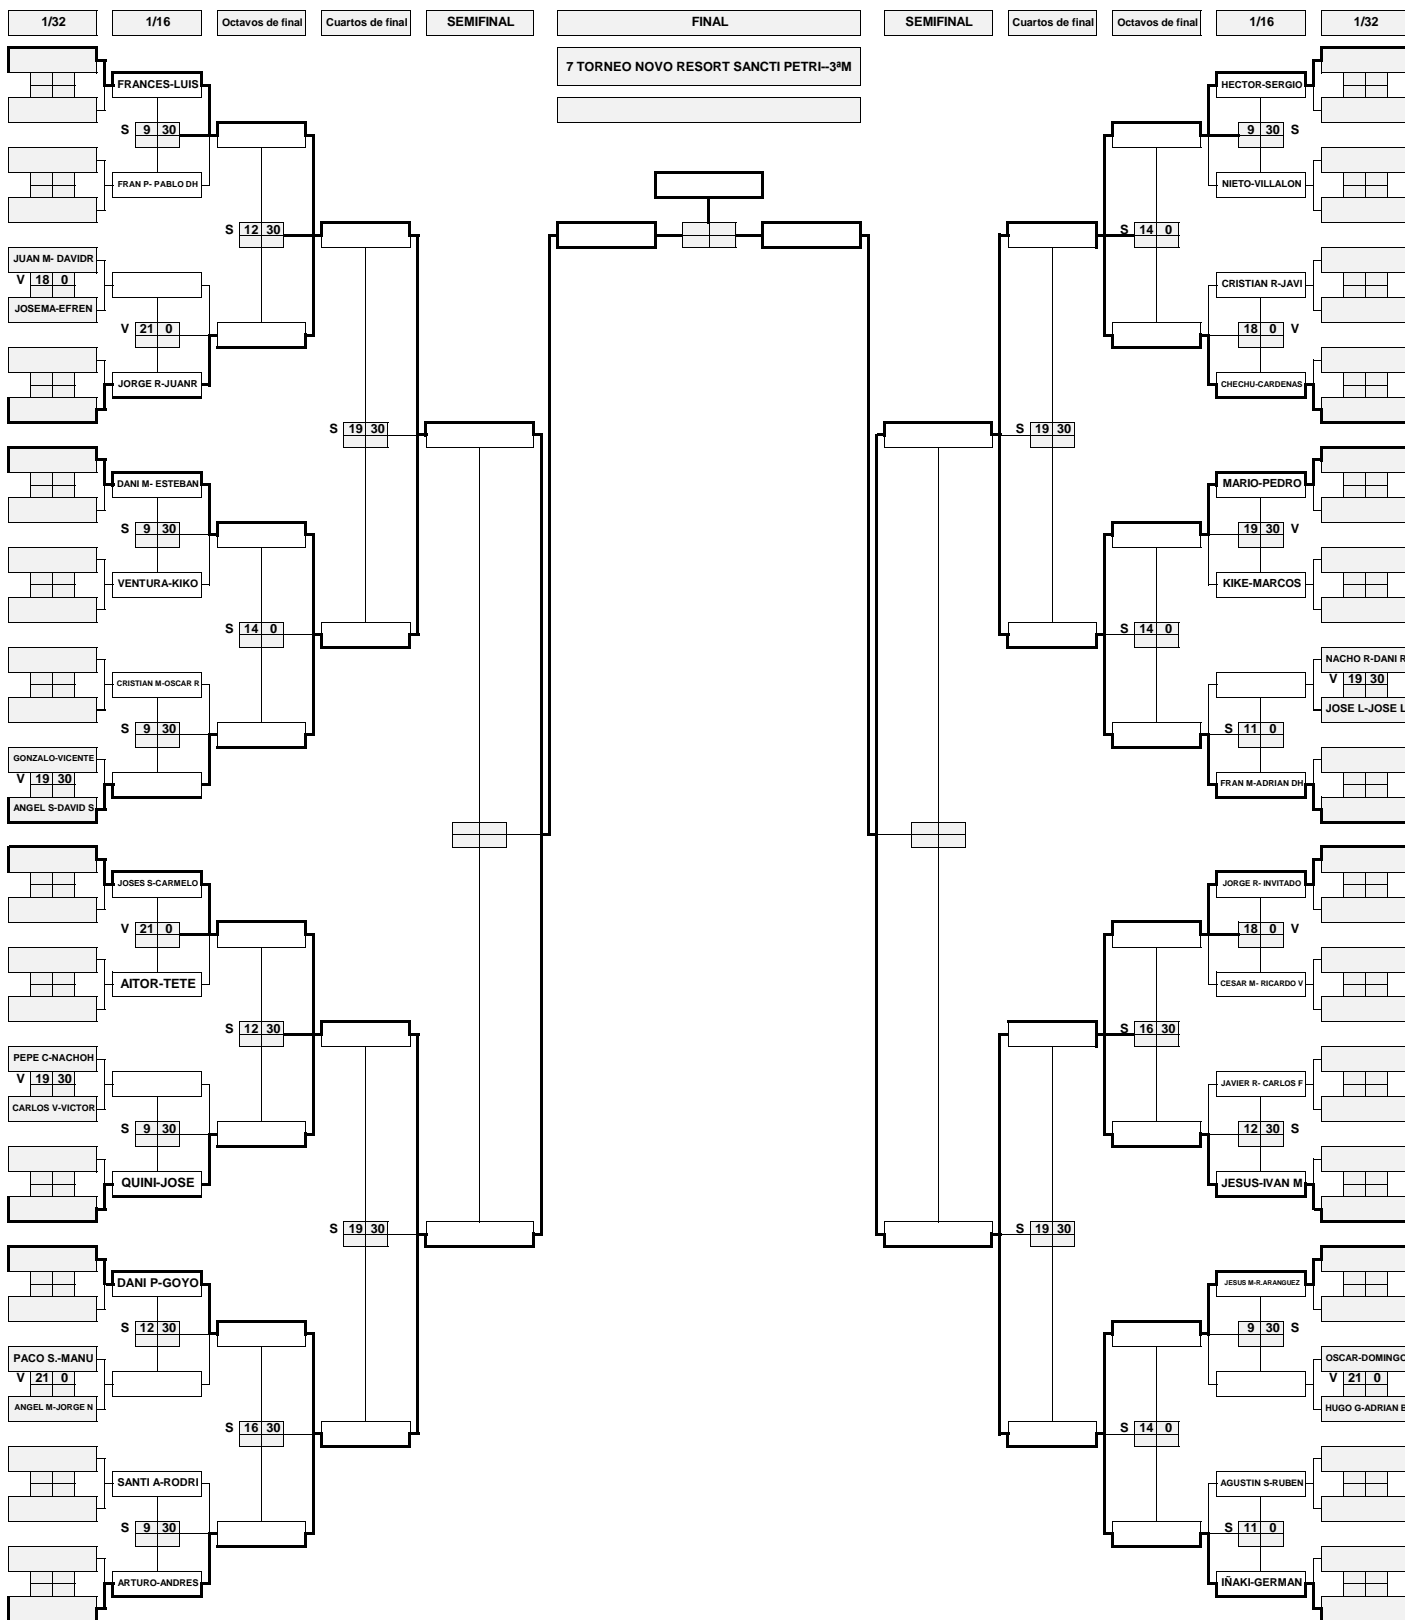 1/32 1/16 Octavos de final Cuartos de final SEMIFINAL FINAL SEMIFINAL Cuartos de final Octavos de final 1/16 1/32
7 TORNEO NOVO RESORT SANCTI PETRI--3ªM
FRANCES-LUIS HECTOR-SERGIO
S 9 30 9 30 S
FRAN P- PABLO DH NIETO-VILLALON
S 12 30 S 14 0
JUAN M- DAVIDR
V 18 0 CRISTIAN R-JAVI
JOSEMA-EFREN
V 21 0 18 0 V
JORGE R-JUANR CHECHU-CARDENAS
S 19 30 S 19 30
DANI M- ESTEBAN MARIO-PEDRO
S 9 30 19 30 V
VENTURA-KIKO KIKE-MARCOS
S 14 0 S 14 0
NACHO R-DANI R
CRISTIAN M-OSCAR R V 19 30
JOSE L-JOSE L
S 9 30 S 11 0
GONZALO-VICENTE
V 19 30 FRAN M-ADRIAN DH
ANGEL S-DAVID S
JOSES S-CARMELO JORGE R- INVITADO
V 21 0 18 0 V
AITOR-TETE CESAR M- RICARDO V
S 12 30 S 16 30
PEPE C-NACHOH
V 19 30 JAVIER R- CARLOS F
CARLOS V-VICTOR
S 9 30 12 30 S
QUINI-JOSE JESUS-IVAN M
S 19 30 S 19 30
DANI P-GOYO JESUS M-R.ARANGUEZ
S 12 30 9 30 S
PACO S.-MANU OSCAR-DOMINGO
V 21 0 V 21 0
ANGEL M-JORGE N HUGO G-ADRIAN B
S 16 30 S 14 0
SANTI A-RODRI AGUSTIN S-RUBEN
S 9 30 S 11 0
ARTURO-ANDRES IÑAKI-GERMAN